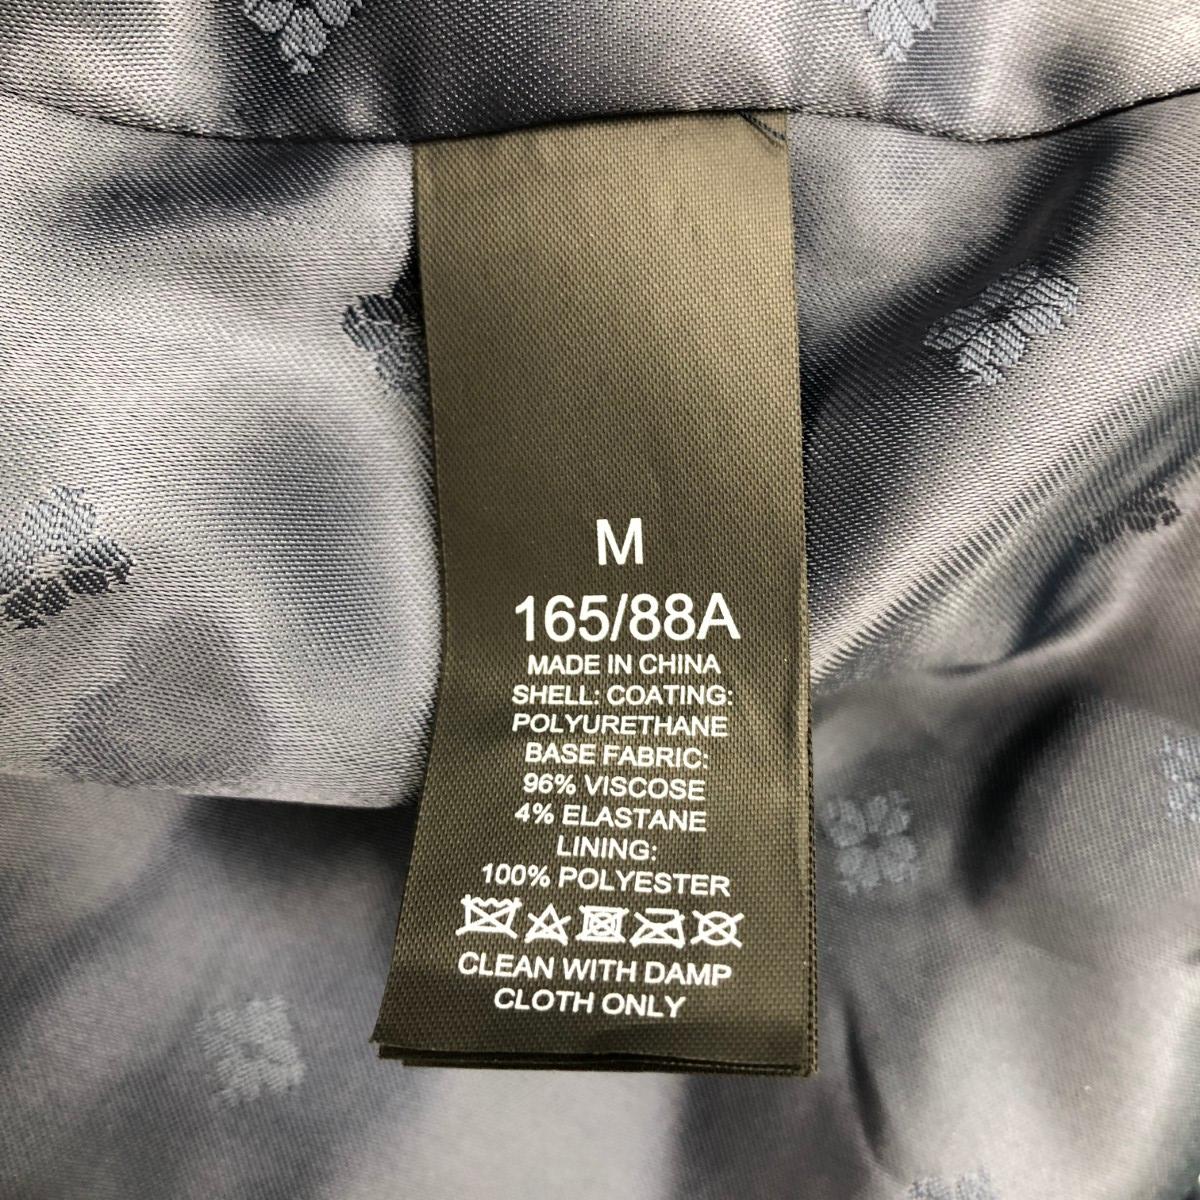 M
165/88A
MADE IN CHINA
SHELL: COATING:
POLYURETHANE
BASE FABRIC:
96% VISCOSE
4% ELASTANE
LINING:
100% POLYESTER
CLEAN WITH DAMP
CLOTH ONLY